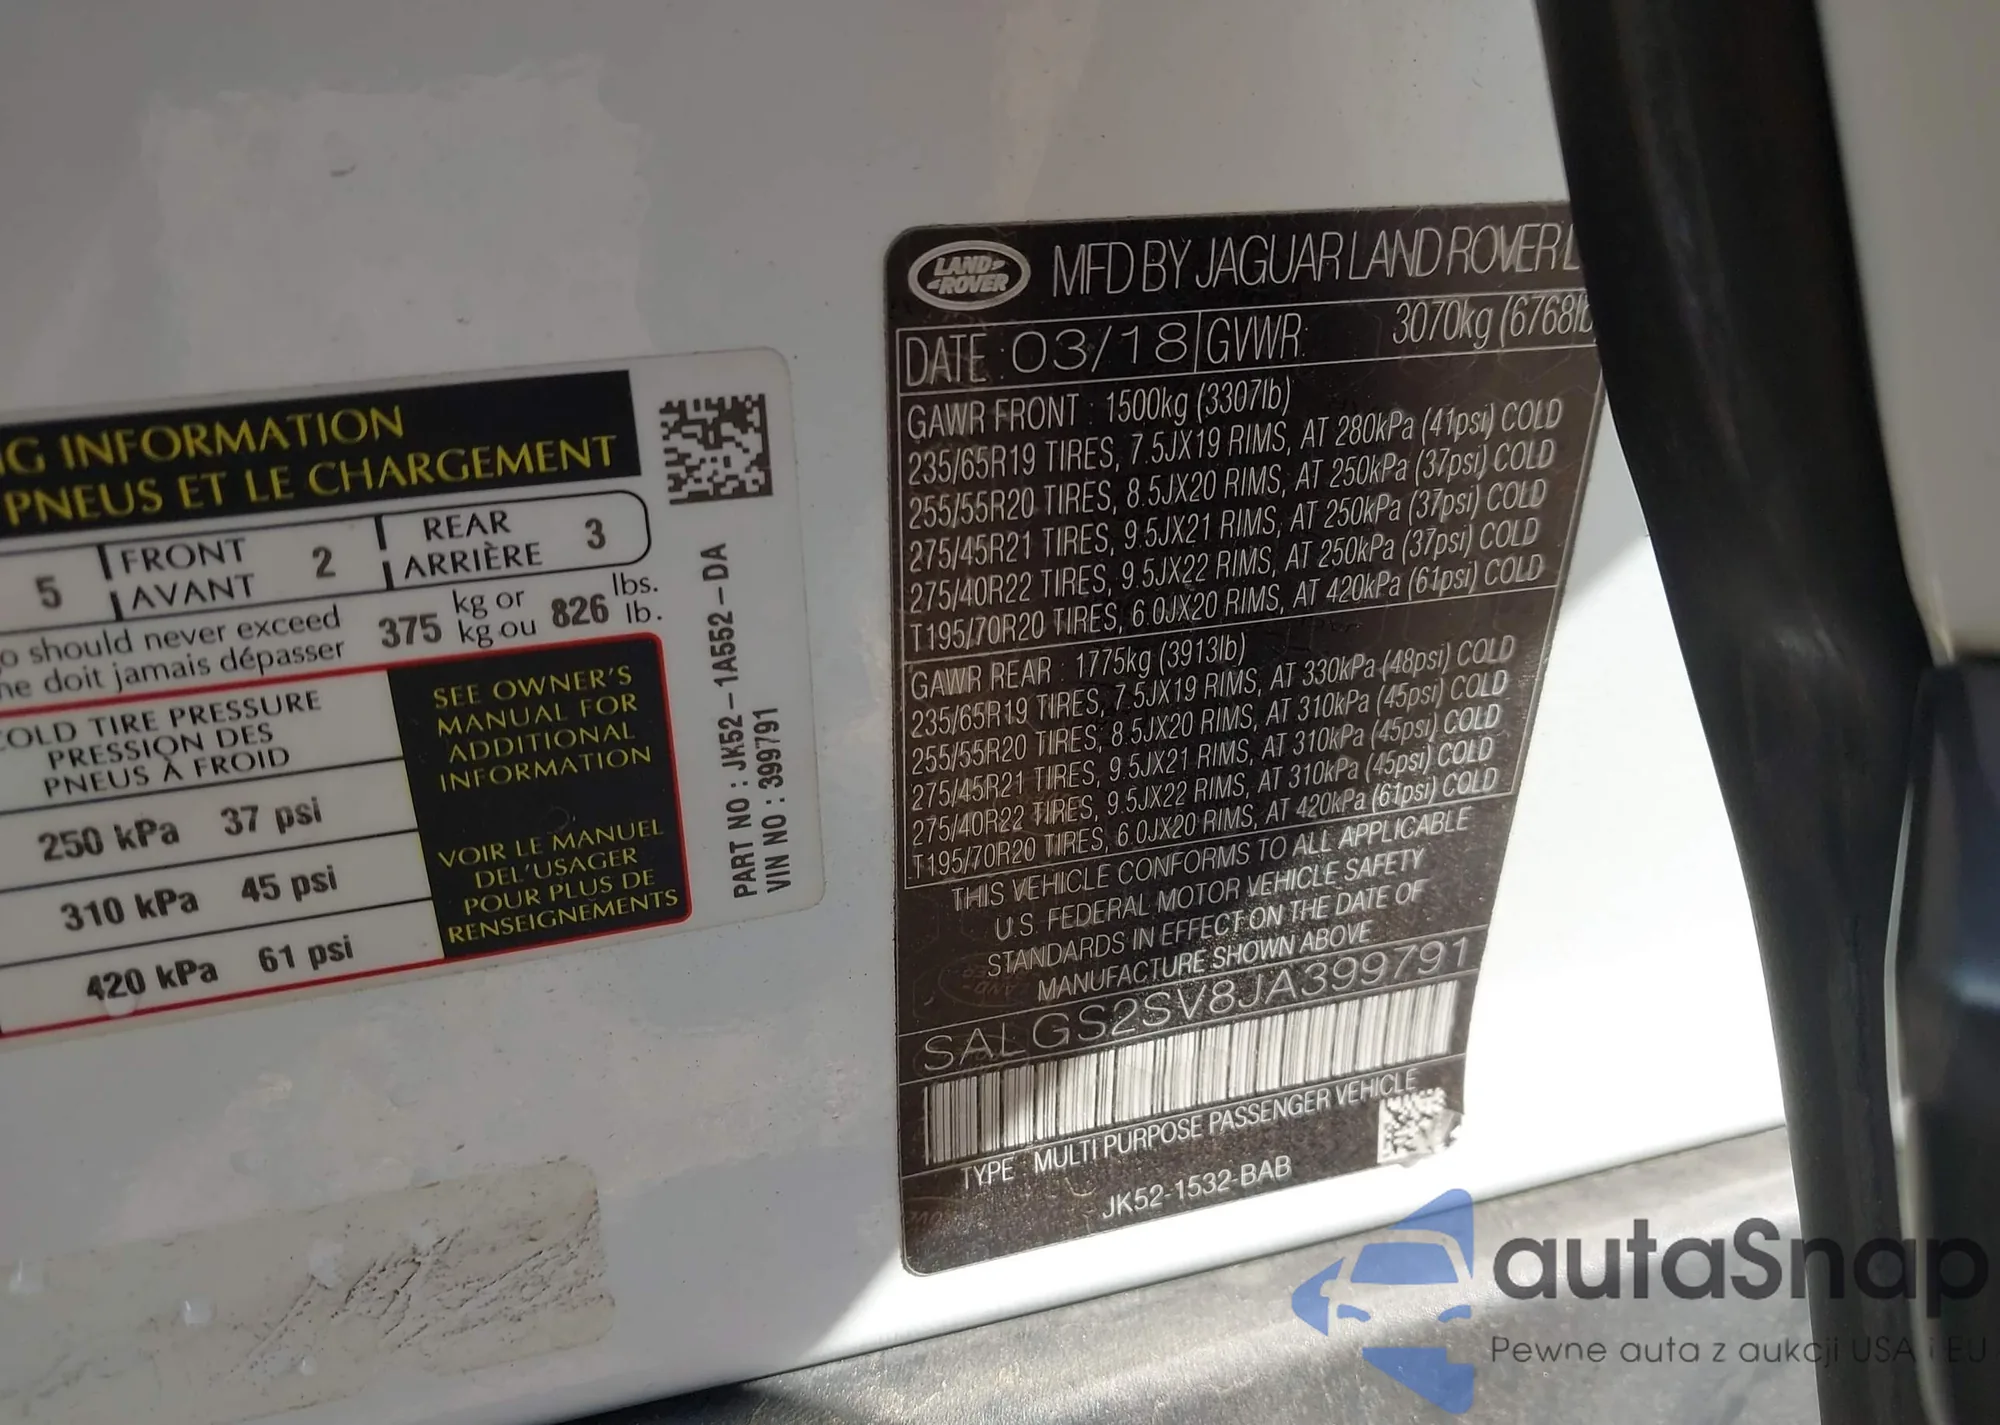 NG INFORMATION
PNEUS ET LE CHARGEMENT
5 FRONT 2 REAR 3
AVANT ARRIÈRE
o should never exceed 375 kg or 826 lbs.
ne doit jamais dépasser kg ou lb.
COLD TIRE PRESSURE
PRESSION DES
PNEUS À FROID
250 kPa 37 psi
310 kPa 45 psi
420 kPa 61 psi
SEE OWNER'S
MANUAL FOR
ADDITIONAL
INFORMATION
VOIR LE MANUEL
DEL'USAGER
POUR PLUS DE
RENSEIGNEMENTS
PART NO : JK52-1A552-DA
VIN NO : 399791
LAND
ROVER
MFD BY JAGUAR LAND ROVER L
DATE : 03/18 GVWR: 3070kg (6768lb
GAWR FRONT : 1500kg (3307lb)
235/65R19 TIRES, 7.5JX19 RIMS, AT 280kPa (41psi) COLD
255/55R20 TIRES, 8.5JX20 RIMS, AT 250kPa (37psi) COLD
275/45R21 TIRES, 9.5JX21 RIMS, AT 250kPa (37psi) COLD
275/40R22 TIRES, 9.5JX22 RIMS, AT 250kPa (37psi) COLD
T195/70R20 TIRES, 6.0JX20 RIMS, AT 420kPa (61psi) COLD
GAWR REAR : 1775kg (3913lb)
235/65R19 TIRES, 7.5JX19 RIMS, AT 330kPa (48psi) COLD
255/55R20 TIRES, 8.5JX20 RIMS, AT 310kPa (45psi) COLD
275/45R21 TIRES, 9.5JX21 RIMS, AT 310kPa (45psi) COLD
275/40R22 TIRES, 9.5JX22 RIMS, AT 310kPa (45psi) COLD
T195/70R20 TIRES, 6.0JX20 RIMS, AT 420kPa (61psi) COLD
THIS VEHICLE CONFORMS TO ALL APPLICABLE
U.S. FEDERAL MOTOR VEHICLE SAFETY
STANDARDS IN EFFECT ON THE DATE OF
MANUFACTURE SHOWN ABOVE
SALGS2SV8JA399791
TYPE : MULTI PURPOSE PASSENGER VEHICLE
JK52-1532-BAB
autaSnap
Pewne auta z aukcji USA i EU